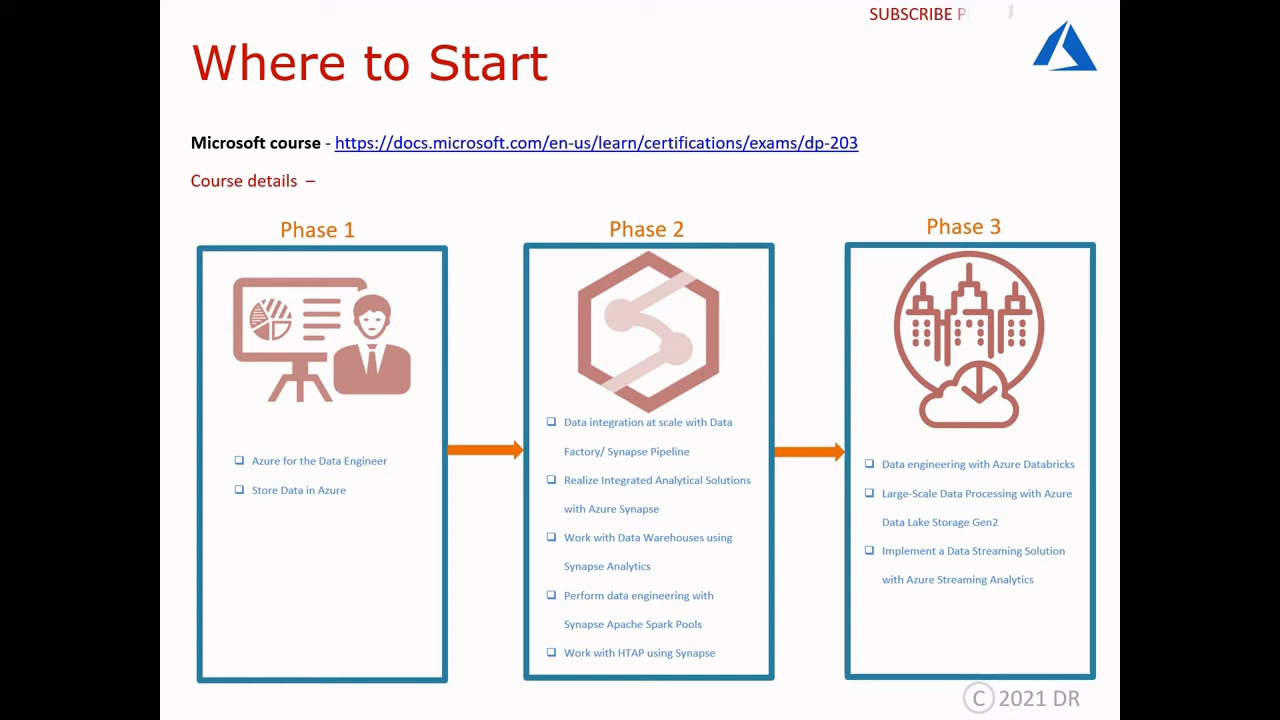 SUBSCRIBE
Where to Start
Microsoft course - https://docs.microsoft.com/en-us/learn/certifications/exams/dp-203
Course details –
Phase 1
Azure for the Data Engineer
Store Data in Azure
Phase 2
Data integration at scale with Data
Factory/ Synapse Pipeline
Realize Integrated Analytical Solutions
with Azure Synapse
Work with Data Warehouses using
Synapse Analytics
Perform data engineering with
Synapse Apache Spark Pools
Work with HTAP using Synapse
Phase 3
Data engineering with Azure Databricks
Large-Scale Data Processing with Azure
Data Lake Storage Gen2
Implement a Data Streaming Solution
with Azure Streaming Analytics
© 2021 DR